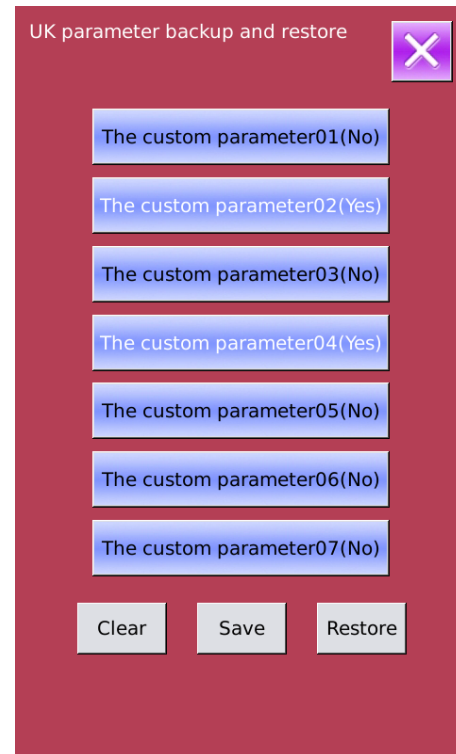 UK parameter backup and restore
The custom parameter01(No)
The custom parameter02(Yes)
The custom parameter03(No)
The custom parameter04(Yes)
The custom parameter05(No)
The custom parameter06(No)
The custom parameter07(No)
Clear Save Restore